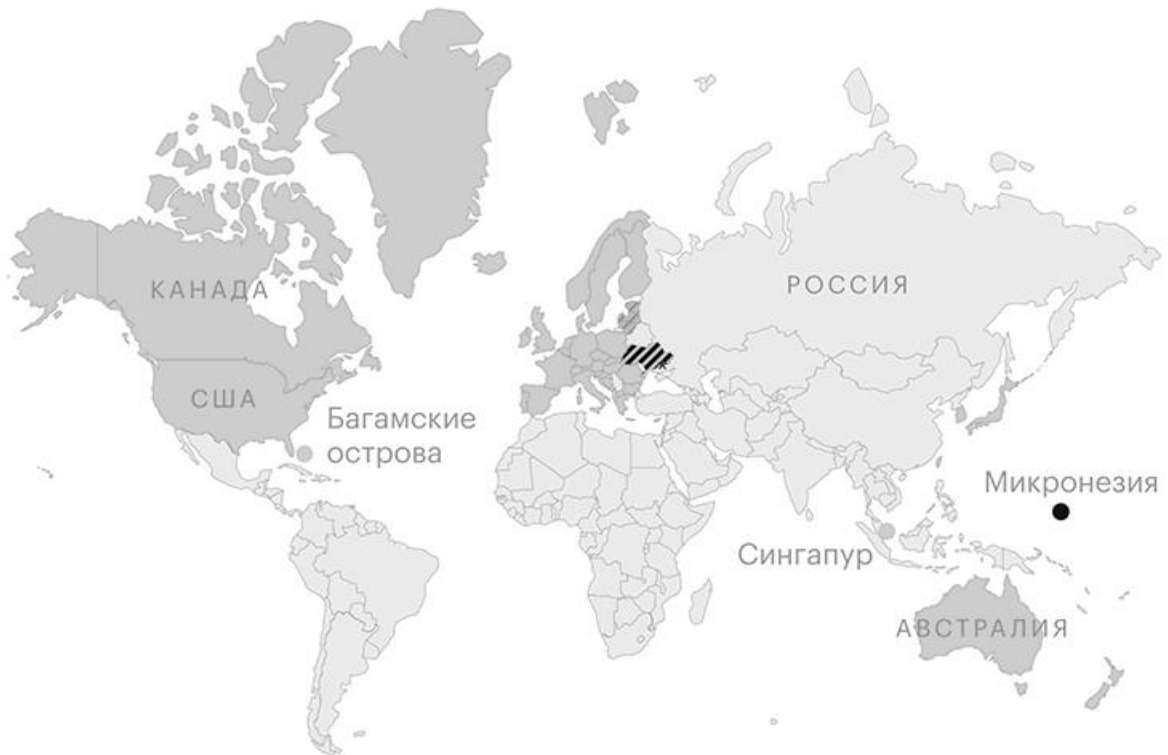 КАНАДА
РОССИЯ
США
Багамские
острова
Микронезия
Сингапур
АВСТРАЛИЯ